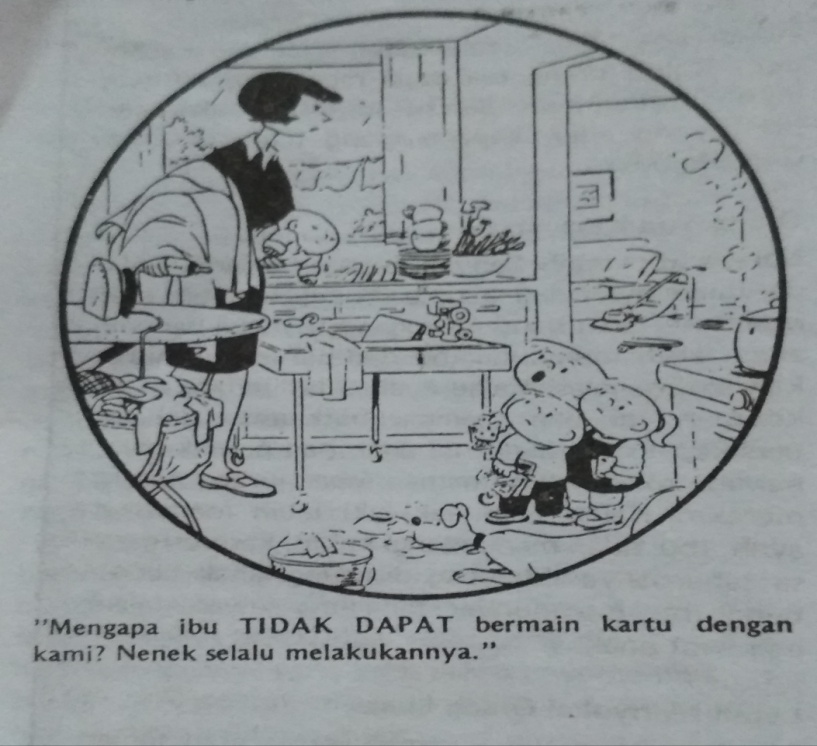 "Mengapa ibu TIDAK DAPAT bermain kartu dengan
kami? Nenek selalu melakukannya."